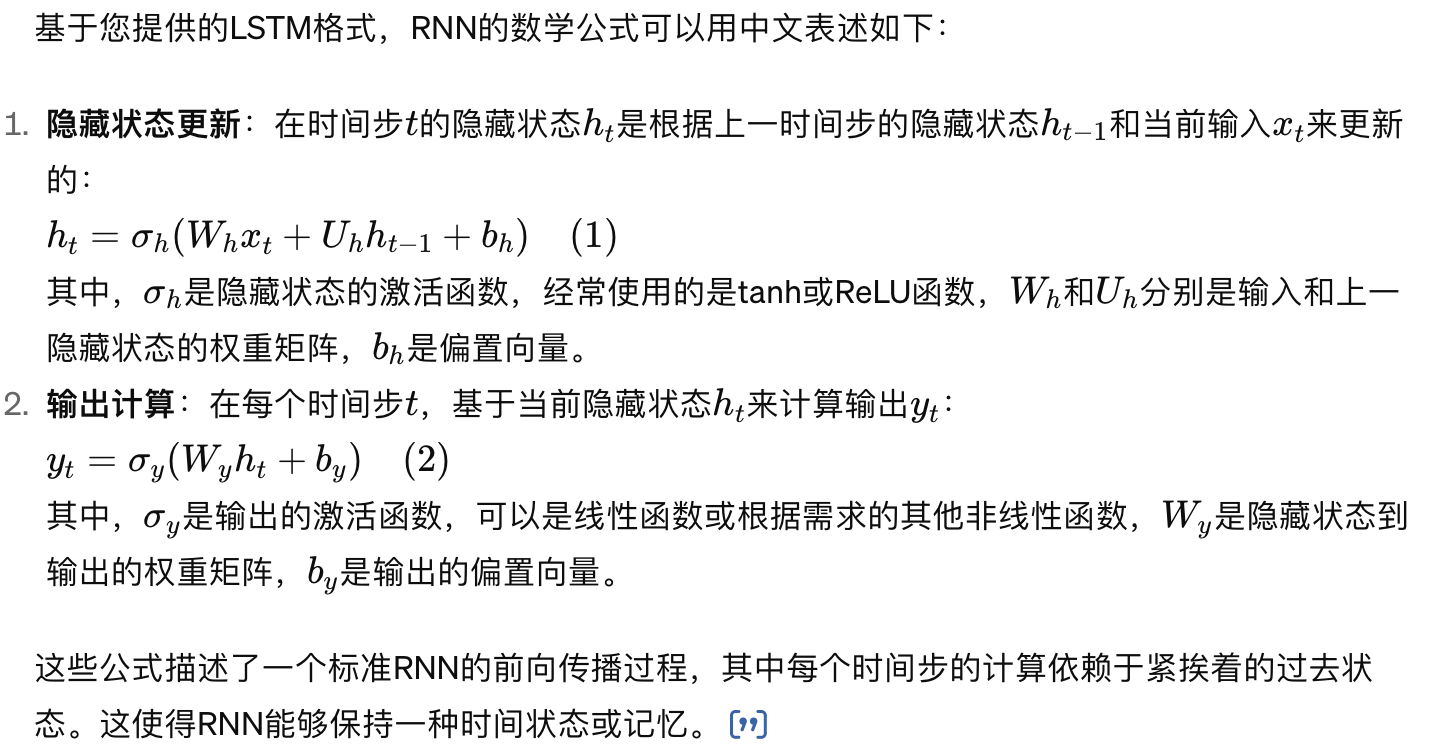 基于您提供的LSTM格式，RNN的数学公式可以用中文表述如下：
1. 隐藏状态更新：在时间步t的隐藏状态hₜ是根据上一时间步的隐藏状态hₜ₋₁和当前输入xₜ来更新
的：
$h_t = \sigma_h(W_h x_t + U_h h_{t-1} + b_h) \quad (1)$
其中，$\sigma_h$是隐藏状态的激活函数，经常使用的是tanh或ReLU函数，$W_h$和$U_h$分别是输入和上一
隐藏状态的权重矩阵，$b_h$是偏置向量。
2. 输出计算：在每个时间步$t$，基于当前隐藏状态$h_t$来计算输出$y_t$：
$y_t = \sigma_y(W_y h_t + b_y) \quad (2)$
其中，$\sigma_y$是输出的激活函数，可以是线性函数或根据需求的其他非线性函数，$W_y$是隐藏状态到
输出的权重矩阵，$b_y$是输出的偏置向量。
这些公式描述了一个标准RNN的前向传播过程，其中每个时间步的计算依赖于紧挨着的过去状
态。这使得RNN能够保持一种时间状态或记忆。[”]